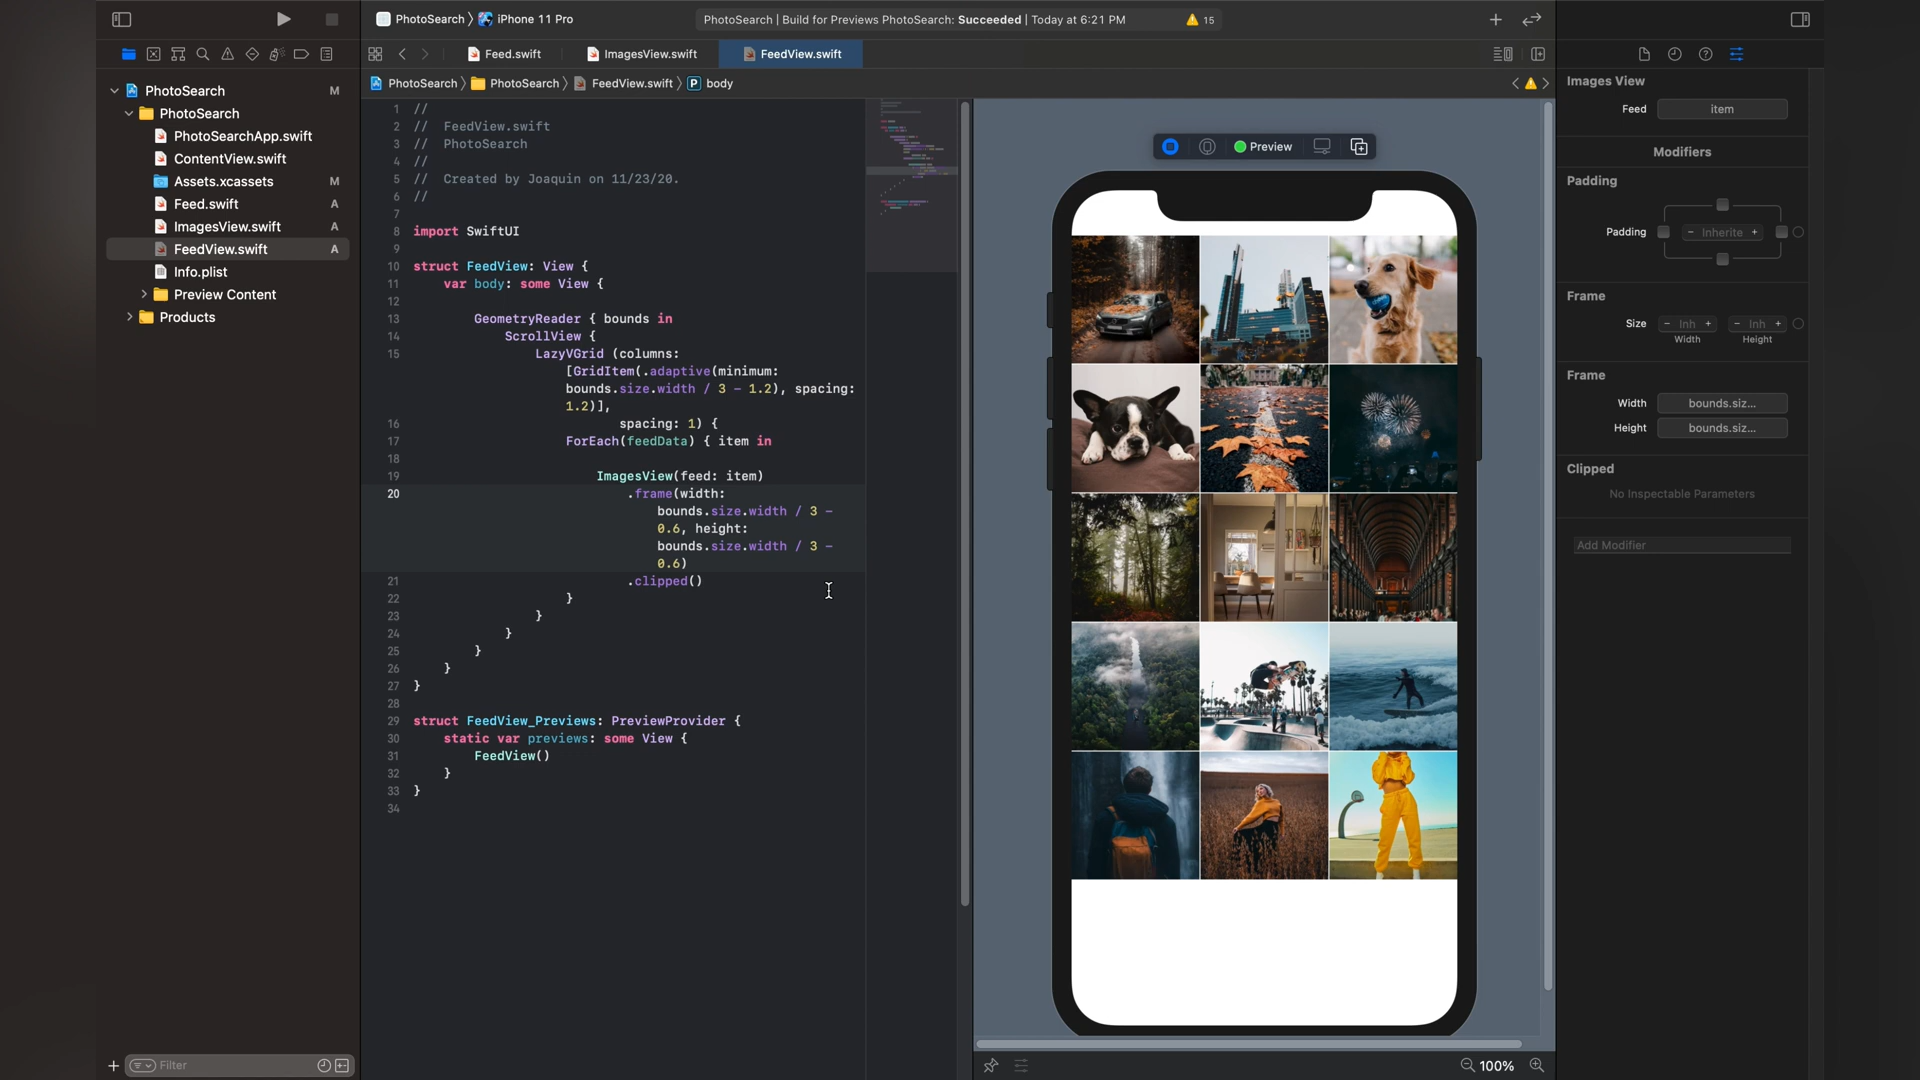 PhotoSearch
iPhone 11 Pro
PhotoSearch | Build for Previews PhotoSearch: Succeeded | Today at 6:21 PM
15
Feed.swift
ImagesView.swift
FeedView.swift
PhotoSearch
PhotoSearch
FeedView.swift
P body
PhotoSearch M
PhotoSearch
PhotoSearchApp.swift
ContentView.swift
Assets.xcassets M
Feed.swift A
ImagesView.swift A
FeedView.swift A
Info.plist
Preview Content
Products
Filter
1 //
2 // FeedView.swift
3 // PhotoSearch
4 //
5 // Created by Joaquin on 11/23/20.
6 //
7
8 import SwiftUI
9
10 struct FeedView: View {
11 var body: some View {
12
13 GeometryReader { bounds in
14 ScrollView {
15 LazyVGrid (columns:
[GridItem(.adaptive(minimum:
bounds.size.width / 3 - 1.2), spacing:
1.2)],
16 spacing: 1) {
17 ForEach(feedData) { item in
18
19 ImagesView(feed: item)
20 .frame(width:
bounds.size.width / 3 -
0.6, height:
bounds.size.width / 3 -
0.6)
21 .clipped()
22 }
23 }
24 }
25 }
26 }
27 }
28
29 struct FeedView_Previews: PreviewProvider {
30 static var previews: some View {
31 FeedView()
32 }
33 }
34
Preview
100%
Images View
Feed item
Modifiers
Padding
Padding - Inherite +
Frame
Size - Inh + - Inh +
Width Height
Frame
Width bounds.siz...
Height bounds.siz...
Clipped
No Inspectable Parameters
Add Modifier